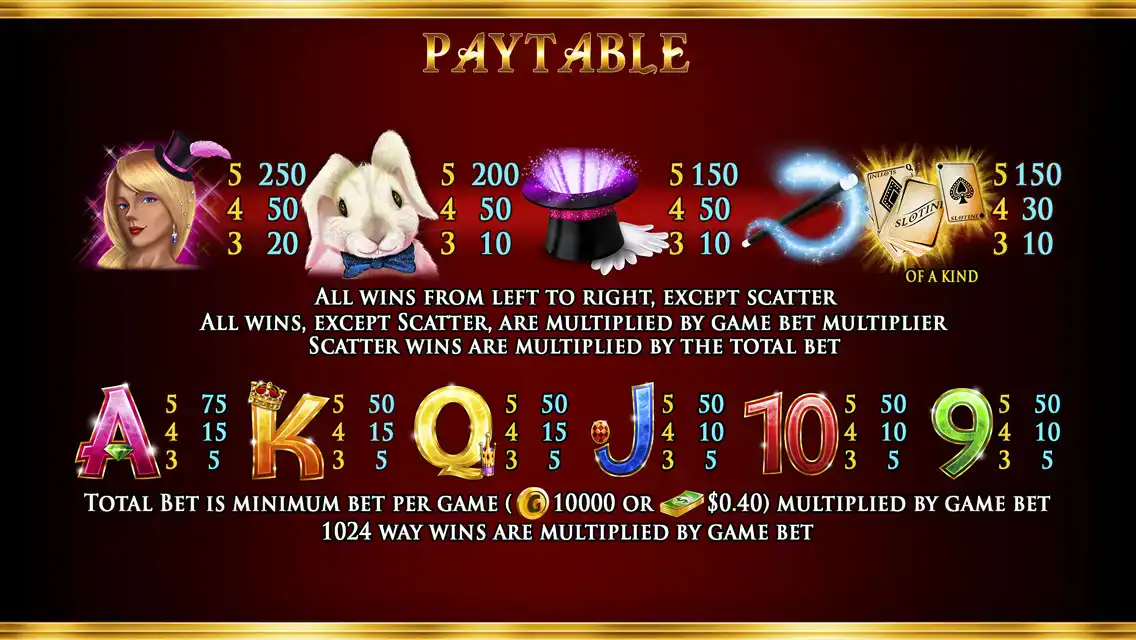 PAYTABLE
5 250
4 50
3 20
5 200
4 50
3 10
5 150
4 50
3 10
SLOTINI
SLOTINI
5 150
4 30
3 10
OF A KIND
ALL WINS FROM LEFT TO RIGHT, EXCEPT SCATTER
ALL WINS, EXCEPT SCATTER, ARE MULTIPLIED BY GAME BET MULTIPLIER
SCATTER WINS ARE MULTIPLIED BY THE TOTAL BET
A
5 75
4 15
3 5
K
5 50
4 15
3 5
Q
5 50
4 15
3 5
J
5 50
4 10
3 5
10
5 50
4 10
3 5
9
5 50
4 10
3 5
TOTAL BET IS MINIMUM BET PER GAME ( G 10000 OR $ $0.40) MULTIPLIED BY GAME BET
1024 WAY WINS ARE MULTIPLIED BY GAME BET